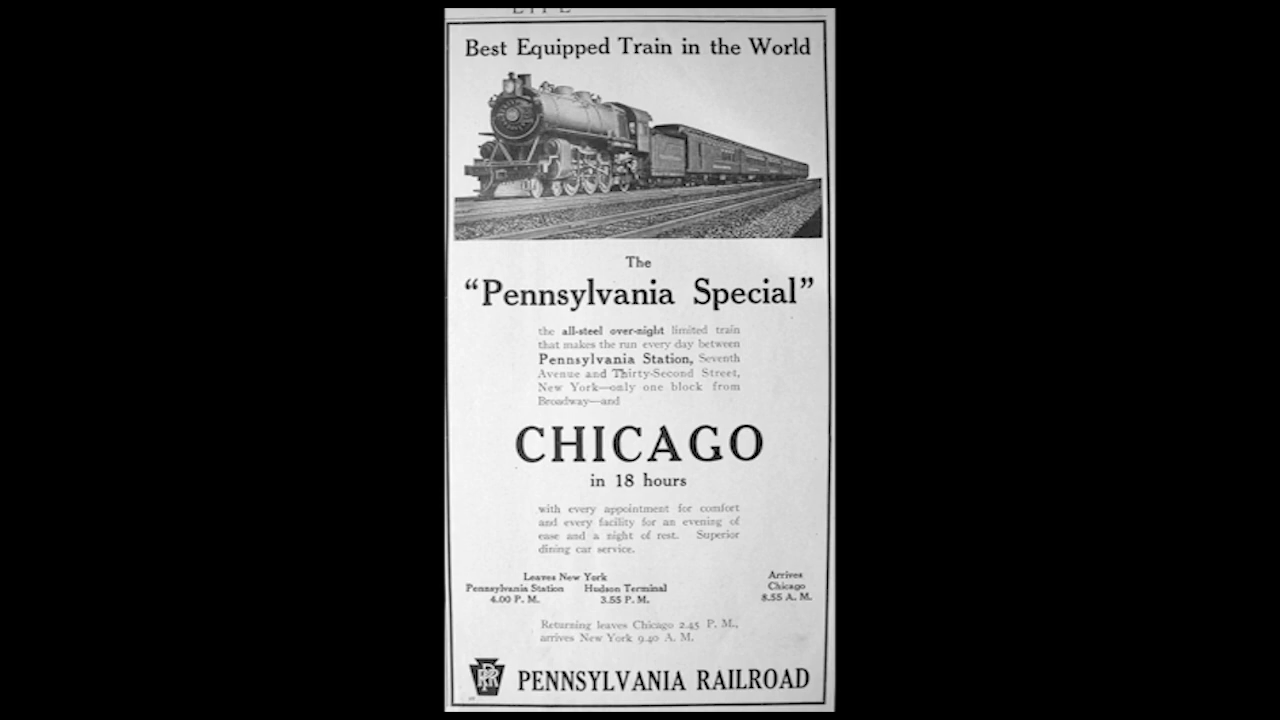 LIFE
Best Equipped Train in the World
The
“Pennsylvania Special”
the all-steel over-night limited train
that makes the run every day between
Pennsylvania Station, Seventh
Avenue and Thirty-Second Street,
New York—only one block from
Broadway—and
CHICAGO
in 18 hours
with every appointment for comfort
and every facility for an evening of
ease and a night of rest. Superior
dining car service.
Leaves New York
Pennsylvania Station Hudson Terminal
4.00 P. M. 3.55 P. M.
Arrives
Chicago
8.55 A. M.
Returning leaves Chicago 2.45 P. M.,
arrives New York 9.40 A. M.
PRR
PENNSYLVANIA RAILROAD